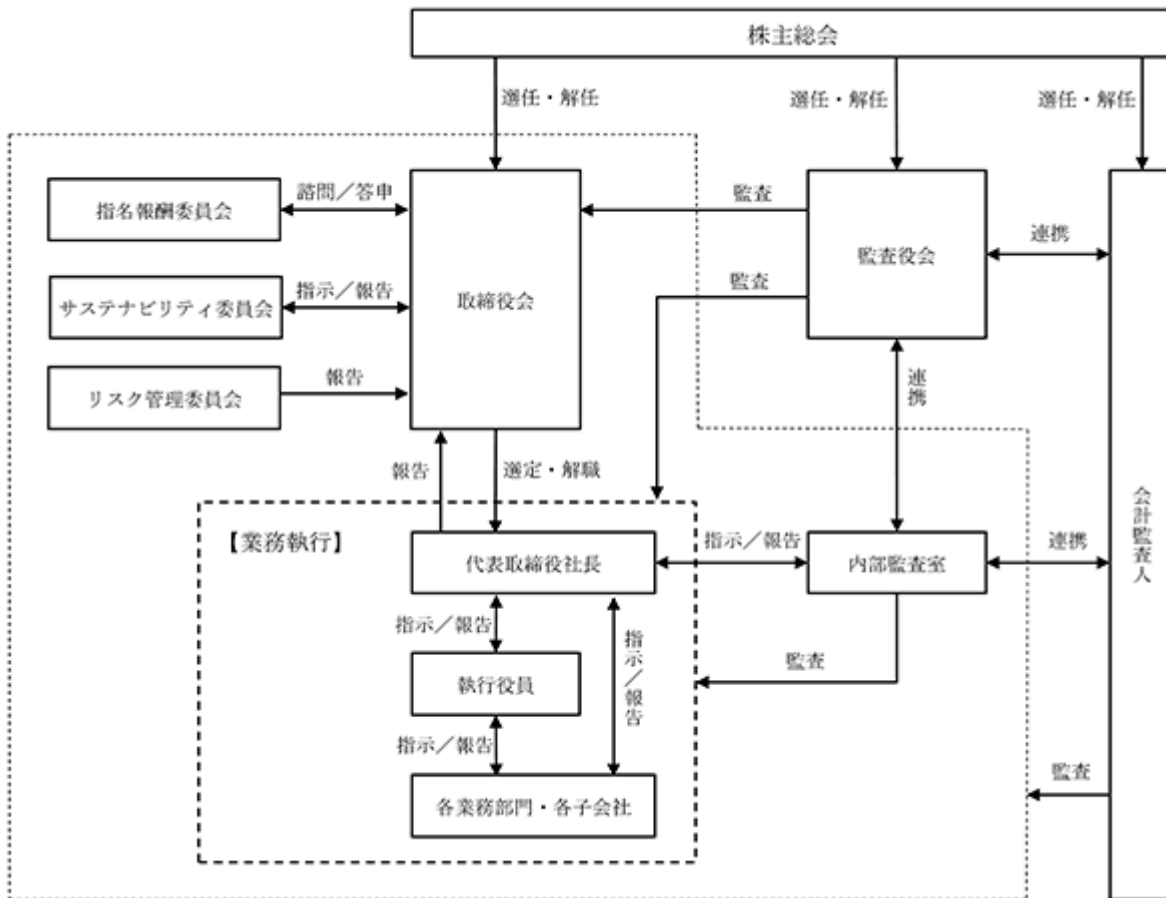 株主総会
選任・解任
選任・解任
選任・解任
指名報酬委員会
諮問／答申
取締役会
監査
監査役会
連携
サステナビリティ委員会
指示／報告
監査
リスク管理委員会
報告
連携
報告
選定・解職
会計監査人
【業務執行】
代表取締役社長
指示／報告
内部監査室
連携
指示／報告
指示／報告
執行役員
監査
指示／報告
各業務部門・各子会社
監査